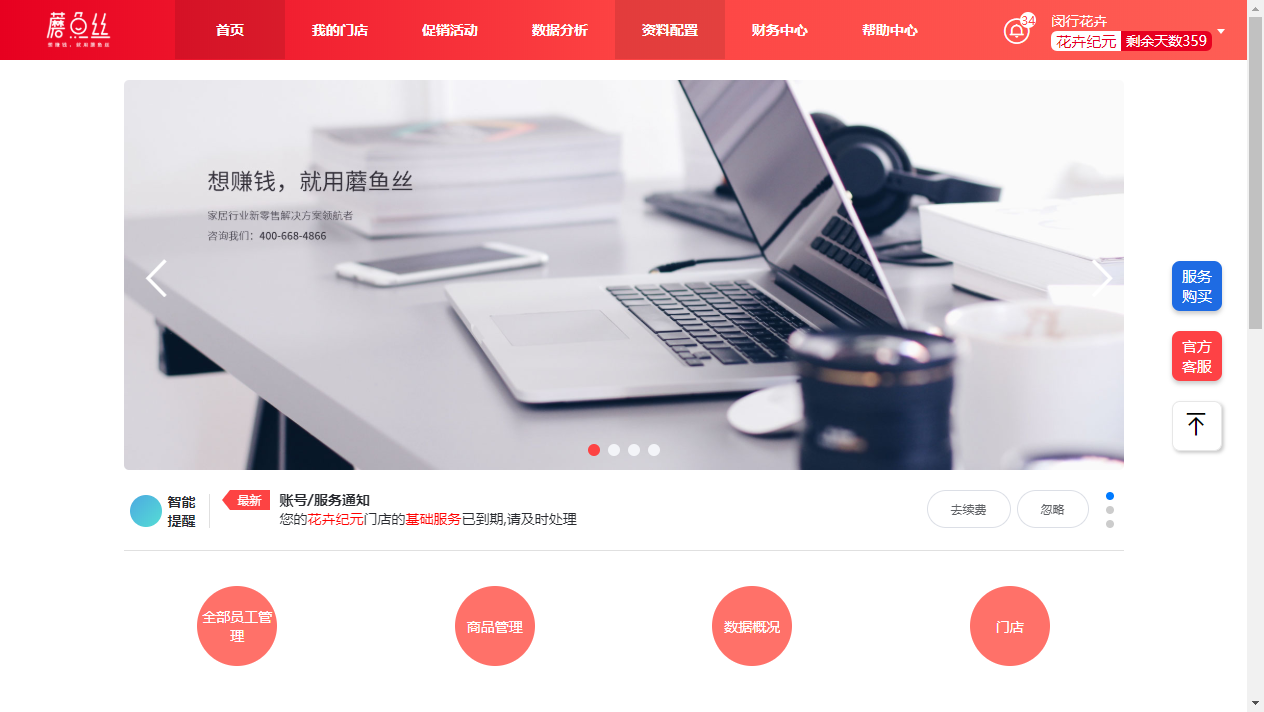 蘑鱼丝
想赚钱，就用蘑鱼丝
首页
我的门店
促销活动
数据分析
资料配置
财务中心
帮助中心
34
闵行花卉
花卉纪元 剩余天数359
想赚钱，就用蘑鱼丝
家居行业新零售解决方案领航者
咨询我们：400-668-4866
服务
购买
官方
客服
智能
提醒
最新
账号/服务通知
您的花卉纪元门店的基础服务已到期,请及时处理
去续费
忽略
全部员工管
理
商品管理
数据概况
门店